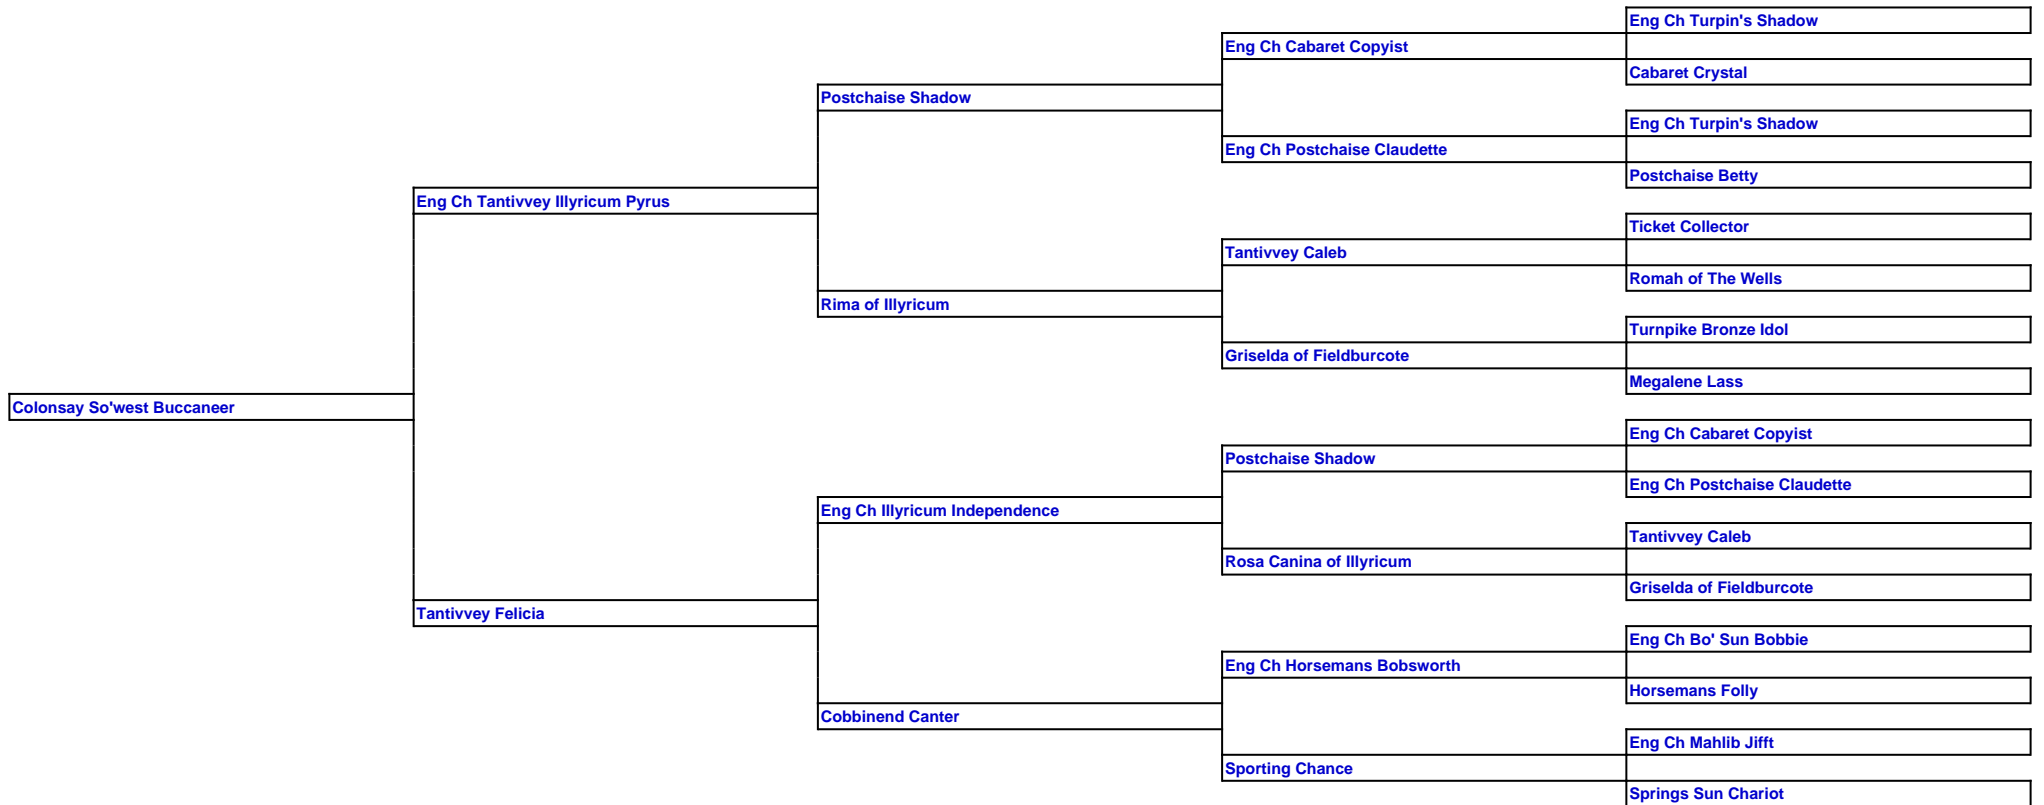 Eng Ch Turpin's Shadow
Eng Ch Cabaret Copyist
Cabaret Crystal
Postchaise Shadow
Eng Ch Turpin's Shadow
Eng Ch Postchaise Claudette
Postchaise Betty
Eng Ch Tantivvey Illyricum Pyrus
Ticket Collector
Tantivvey Caleb
Romah of The Wells
Rima of Illyricum
Turnpike Bronze Idol
Griselda of Fieldburcote
Megalene Lass
Colonsay So'west Buccaneer
Eng Ch Cabaret Copyist
Postchaise Shadow
Eng Ch Postchaise Claudette
Eng Ch Illyricum Independence
Tantivvey Caleb
Rosa Canina of Illyricum
Griselda of Fieldburcote
Tantivvey Felicia
Eng Ch Bo' Sun Bobbie
Eng Ch Horsemans Bobsworth
Horsemans Folly
Cobbinend Canter
Eng Ch Mahlib Jifft
Sporting Chance
Springs Sun Chariot